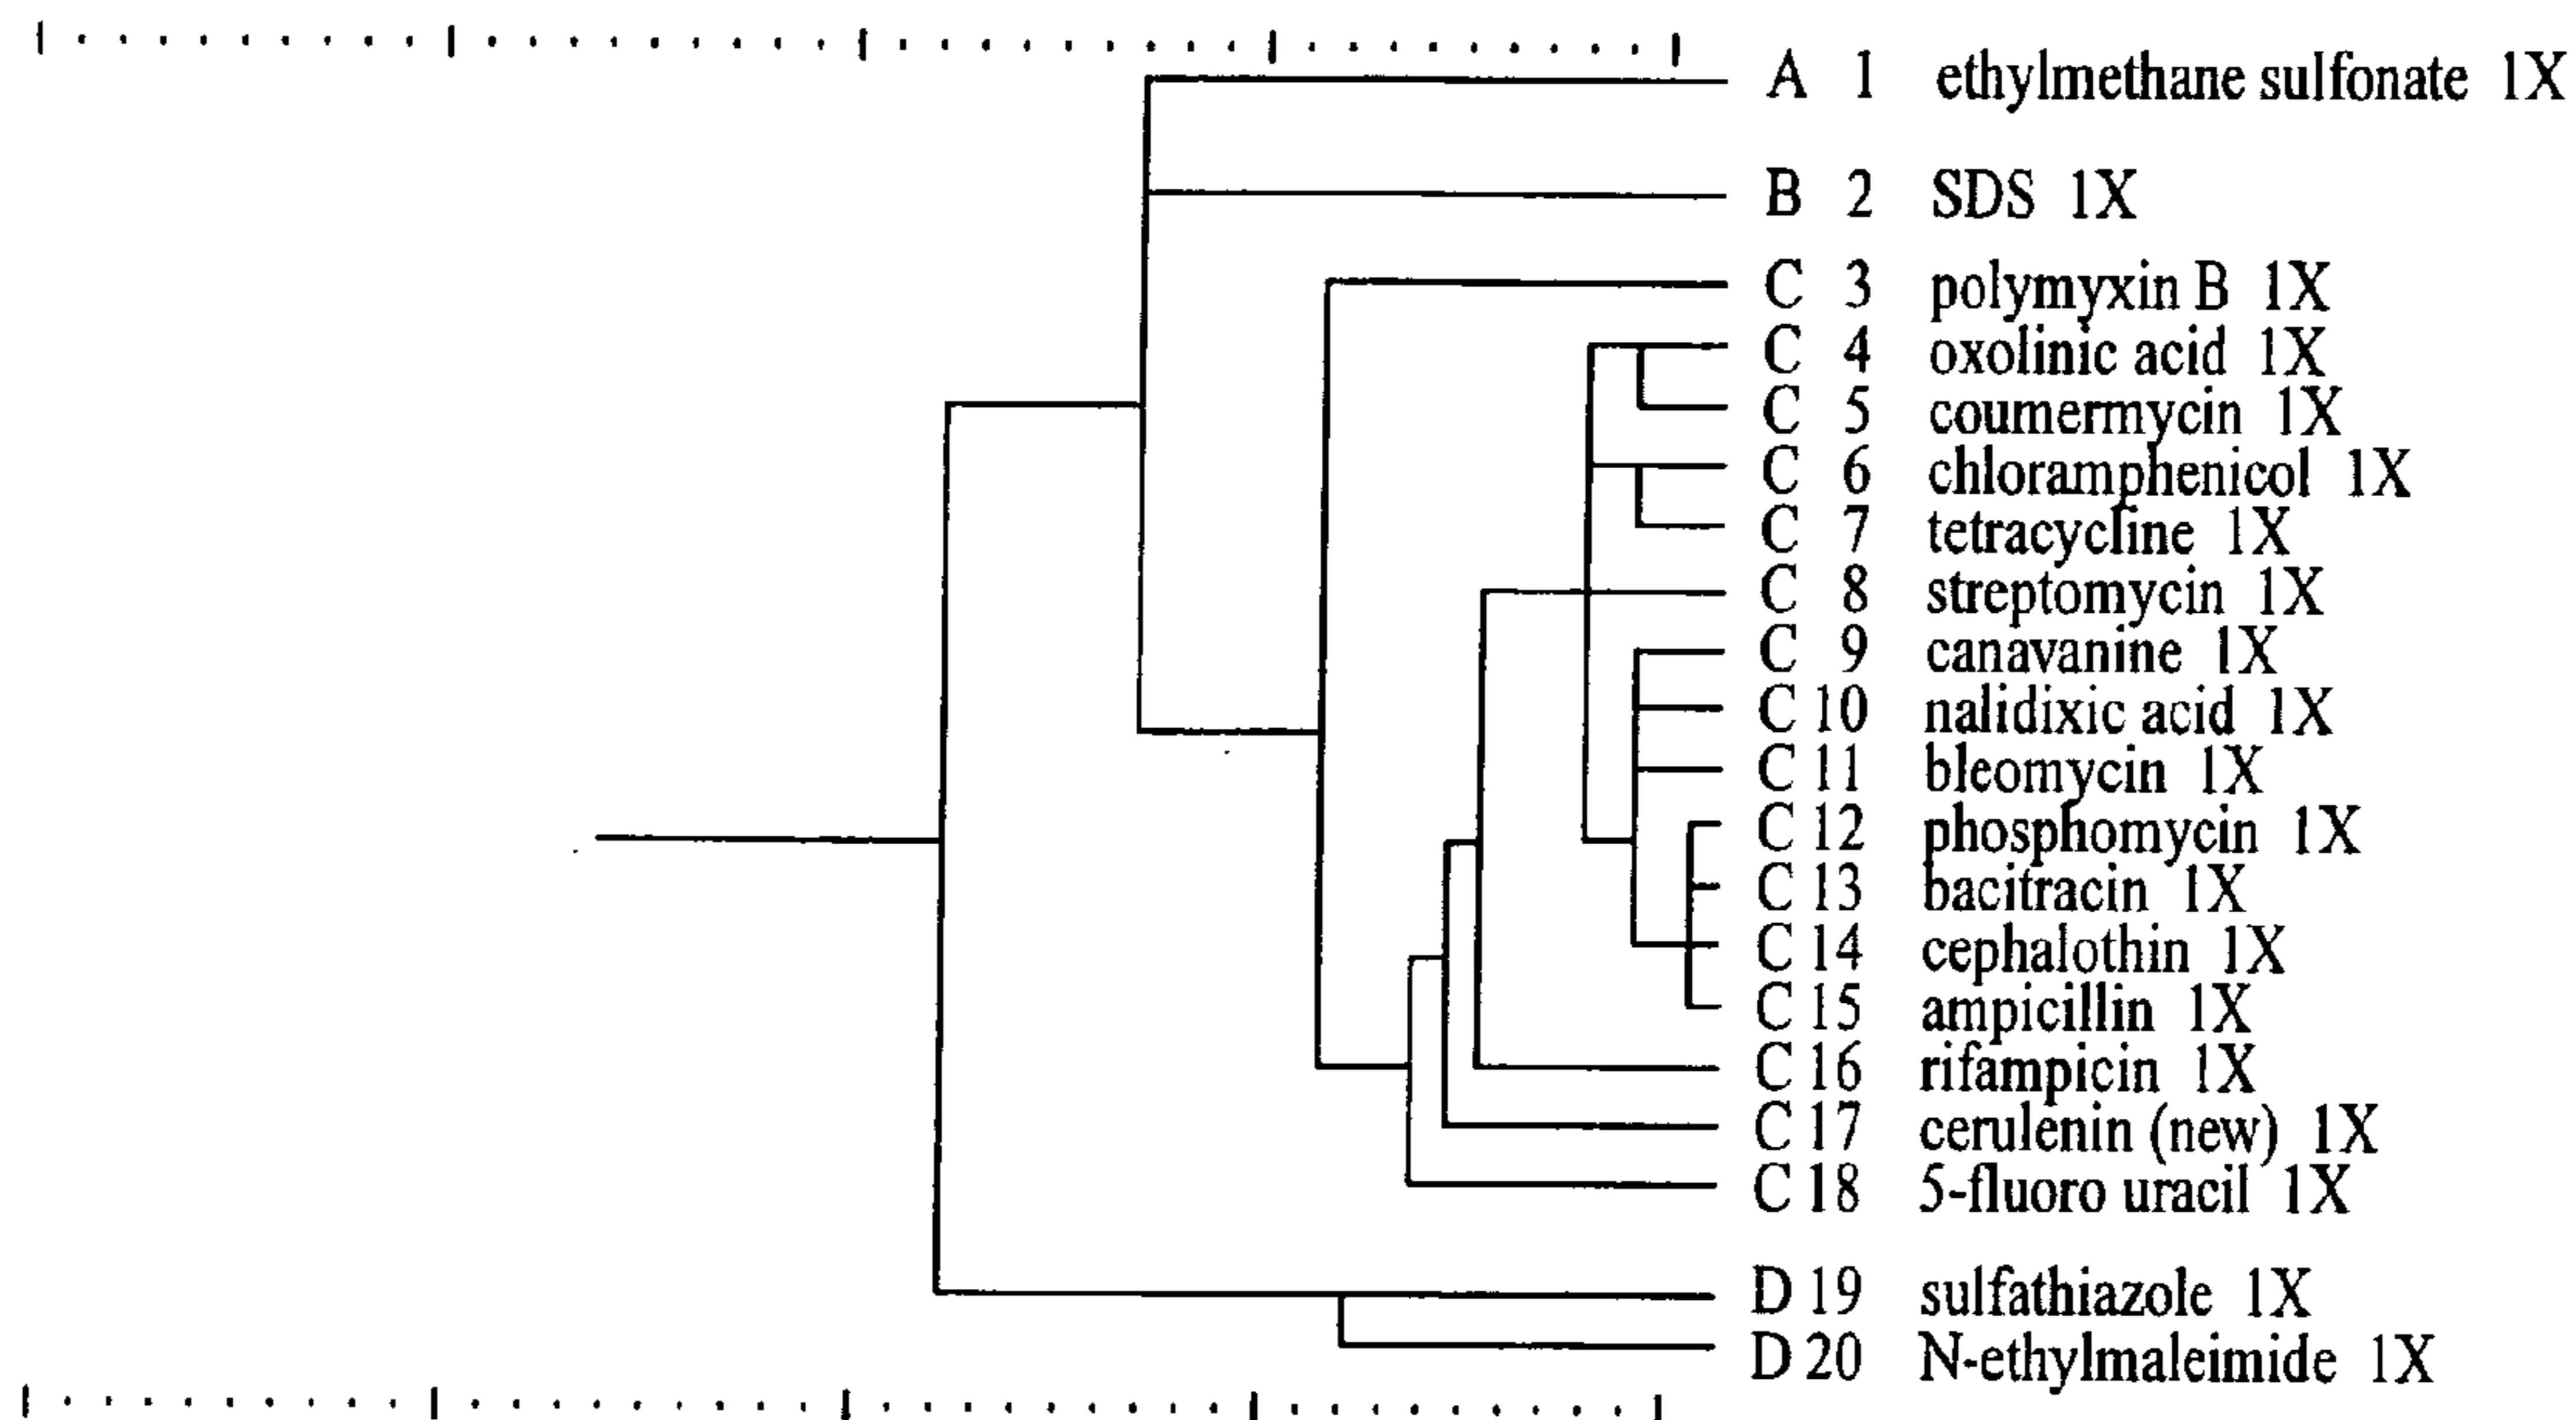 A 1 ethylmethane sulfonate 1X
B 2 SDS 1X
C 3 polymyxin B 1X
C 4 oxolinic acid 1X
C 5 coumermycin 1X
C 6 chloramphenicol 1X
C 7 tetracycline 1X
C 8 streptomycin 1X
C 9 canavanine 1X
C 10 nalidixic acid 1X
C 11 bleomycin 1X
C 12 phosphomycin 1X
C 13 bacitracin 1X
C 14 cephalothin 1X
C 15 ampicillin 1X
C 16 rifampicin 1X
C 17 cerulenin (new) 1X
C 18 5-fluoro uracil 1X
D 19 sulfathiazole 1X
D 20 N-ethylmaleimide 1X